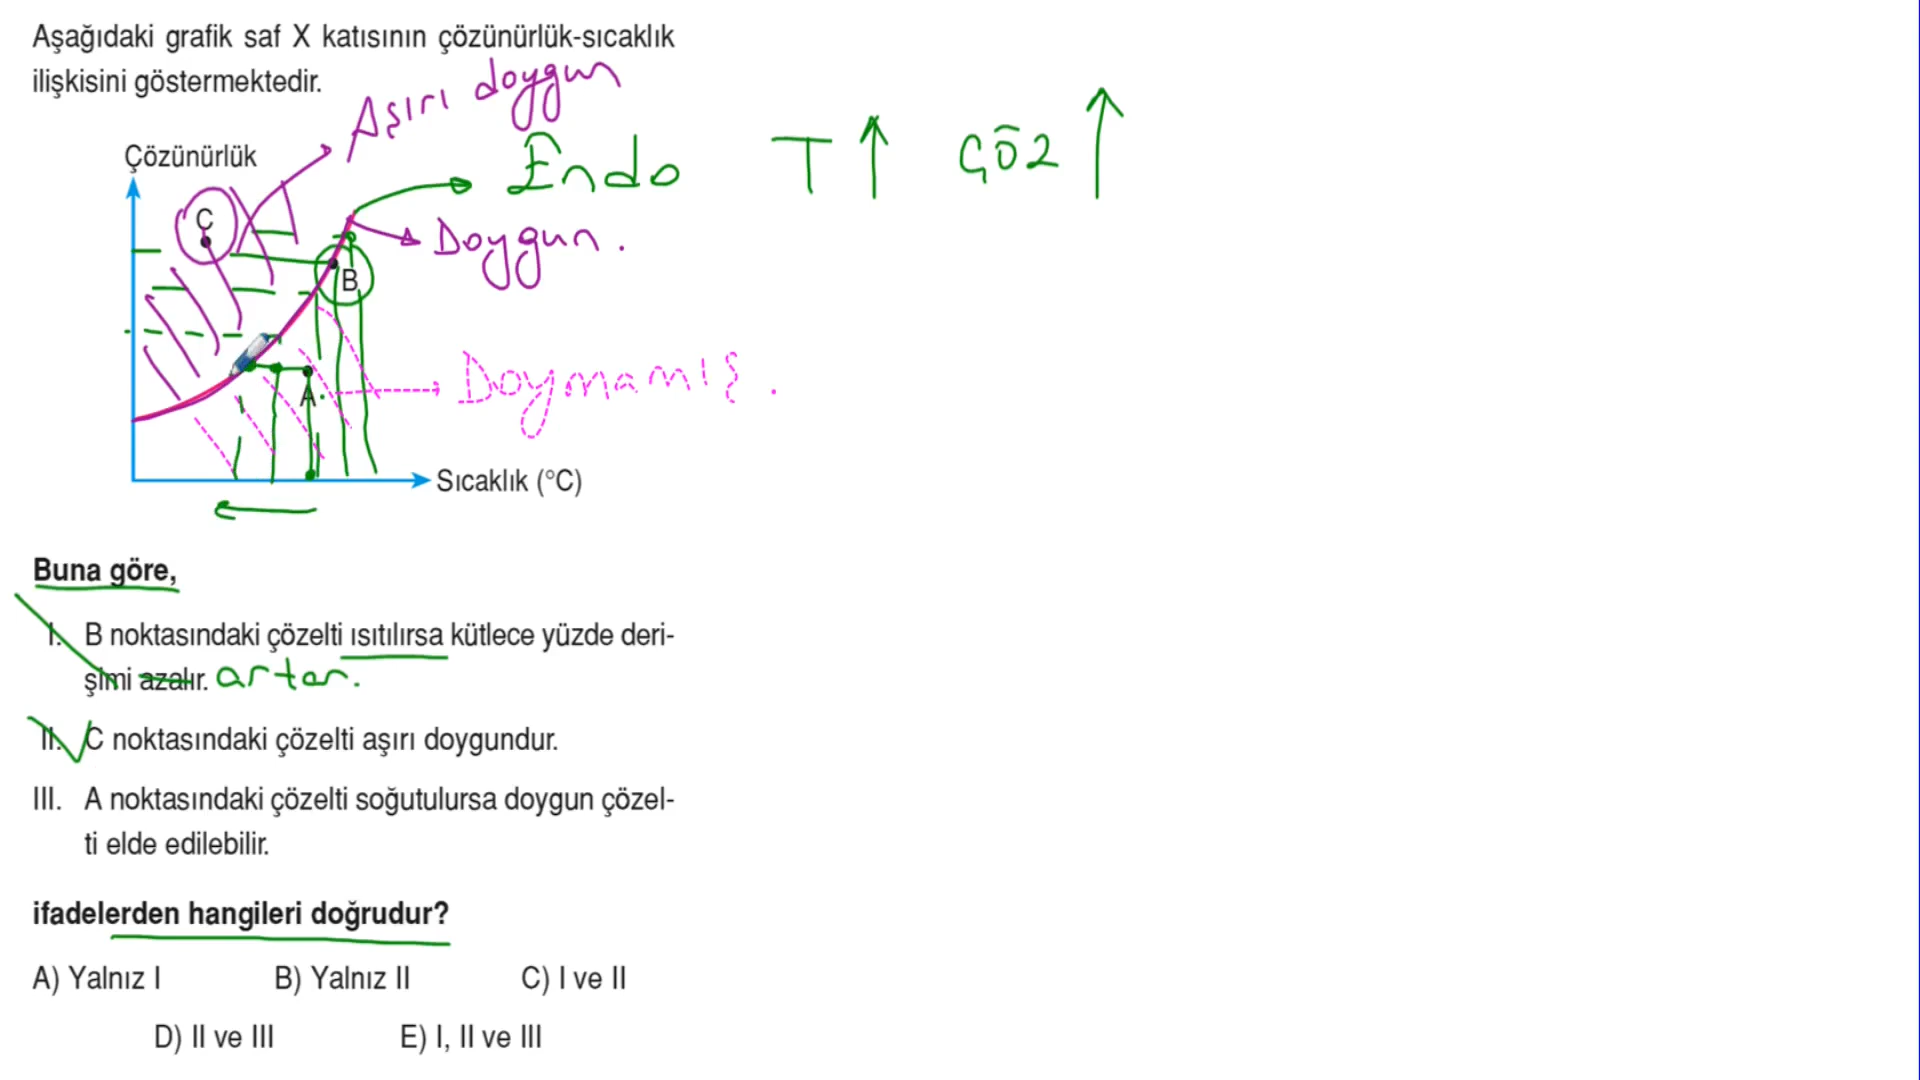 Aşağıdaki grafik saf X katısının çözünürlük-sıcaklık
ilişkisini göstermektedir.
Aşırı doygun
Çözünürlük
Endo T ↑ ÇÖZ ↑
C
Doygun.
B
A
Doymamış.
Sıcaklık (°C)
Buna göre,
I. B noktasındaki çözelti ısıtılırsa kütlece yüzde deri-
şimi azalır. artar.
II. C noktasındaki çözelti aşırı doygundur.
III. A noktasındaki çözelti soğutulursa doygun çözel-
ti elde edilebilir.
ifadelerden hangileri doğrudur?
A) Yalnız I B) Yalnız II C) I ve II
D) II ve III E) I, II ve III